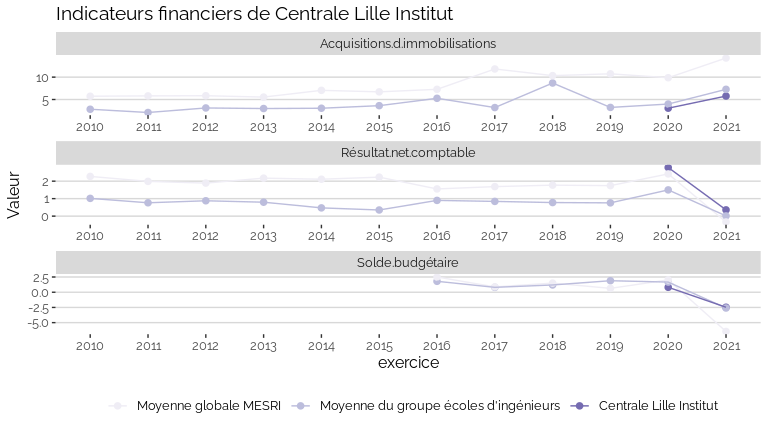 Indicateurs financiers de Centrale Lille Institut
Acquisitions.d.immobilisations
10
5
2010 2011 2012 2013 2014 2015 2016 2017 2018 2019 2020 2021
Résultat.net.comptable
2
1
0
2010 2011 2012 2013 2014 2015 2016 2017 2018 2019 2020 2021
Valeur
Solde.budgétaire
2.5
0.0
-2.5
-5.0
2010 2011 2012 2013 2014 2015 2016 2017 2018 2019 2020 2021
exercice
Moyenne globale MESRI Moyenne du groupe écoles d'ingénieurs Centrale Lille Institut